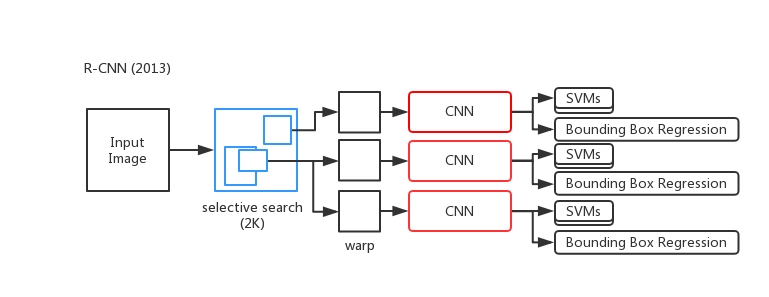 R-CNN (2013)
Input
Image
selective search
(2K)
warp
CNN
SVMs
Bounding Box Regression
CNN
SVMs
Bounding Box Regression
CNN
SVMs
Bounding Box Regression